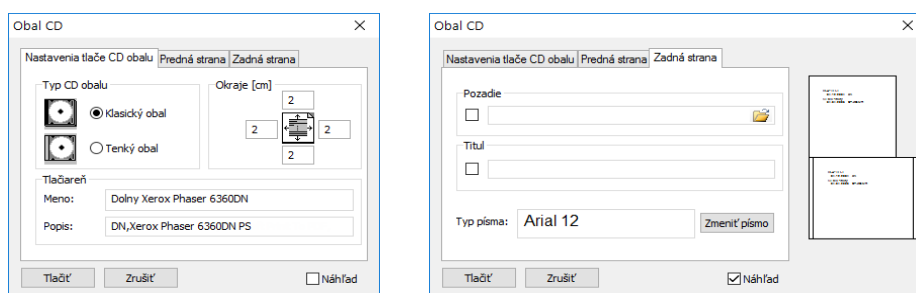 Obal CD
Nastavenia tlače CD obalu Predná strana Zadná strana
Typ CD obalu
Klasický obal
Tenký obal
Okraje [cm]
2
2 2
2
Tlačiareň
Meno: Dolny Xerox Phaser 6360DN
Popis: DN,Xerox Phaser 6360DN PS
Tlačiť Zrušiť Náhľad
Obal CD
Nastavenia tlače CD obalu Predná strana Zadná strana
Pozadie
Titul
Typ písma: Arial 12 Zmeniť písmo
Tlačiť Zrušiť Náhľad